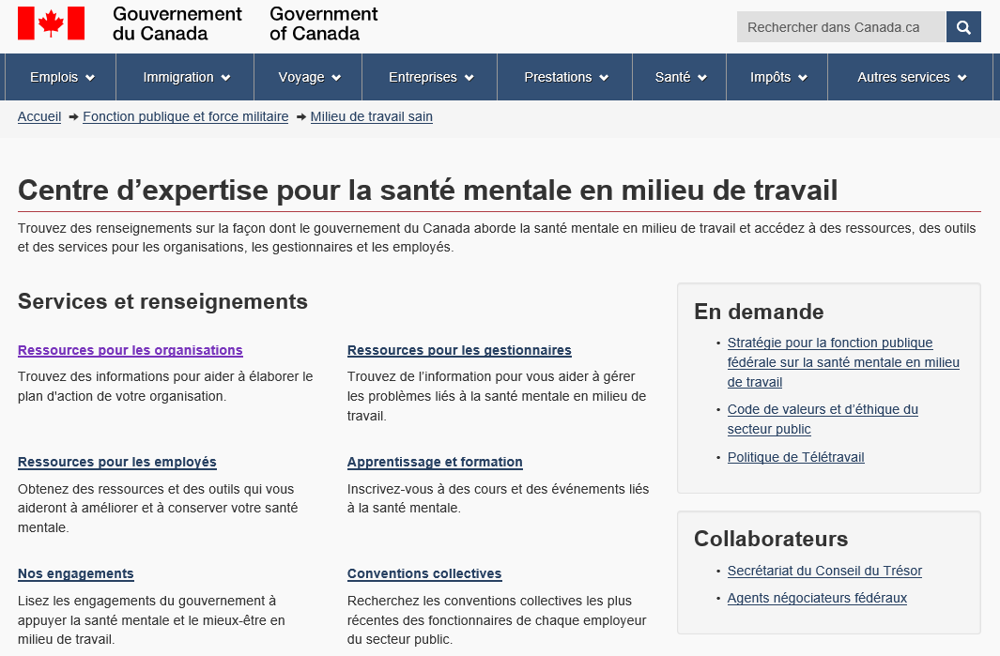 Gouvernement
du Canada
Government
of Canada
Rechercher dans Canada.ca
Emplois
Immigration
Voyage
Entreprises
Prestations
Santé
Impôts
Autres services
Accueil
Fonction publique et force militaire
Milieu de travail sain
Centre d’expertise pour la santé mentale en milieu de travail
Trouvez des renseignements sur la façon dont le gouvernement du Canada aborde la santé mentale en milieu de travail et accédez à des ressources, des outils
et des services pour les organisations, les gestionnaires et les employés.
Services et renseignements
Ressources pour les organisations
Trouvez des informations pour aider à élaborer le
plan d'action de votre organisation.
Ressources pour les gestionnaires
Trouvez de l’information pour vous aider à gérer
les problèmes liés à la santé mentale en milieu de
travail.
Ressources pour les employés
Obtenez des ressources et des outils qui vous
aideront à améliorer et à conserver votre santé
mentale.
Apprentissage et formation
Inscrivez-vous à des cours et des événements liés
à la santé mentale.
Nos engagements
Lisez les engagements du gouvernement à
appuyer la santé mentale et le mieux-être en
milieu de travail.
Conventions collectives
Recherchez les conventions collectives les plus
récentes des fonctionnaires de chaque employeur
du secteur public.
En demande
• Stratégie pour la fonction publique
fédérale sur la santé mentale en milieu
de travail
• Code de valeurs et d’éthique du
secteur public
• Politique de Télétravail
Collaborateurs
• Secrétariat du Conseil du Trésor
• Agents négociateurs fédéraux